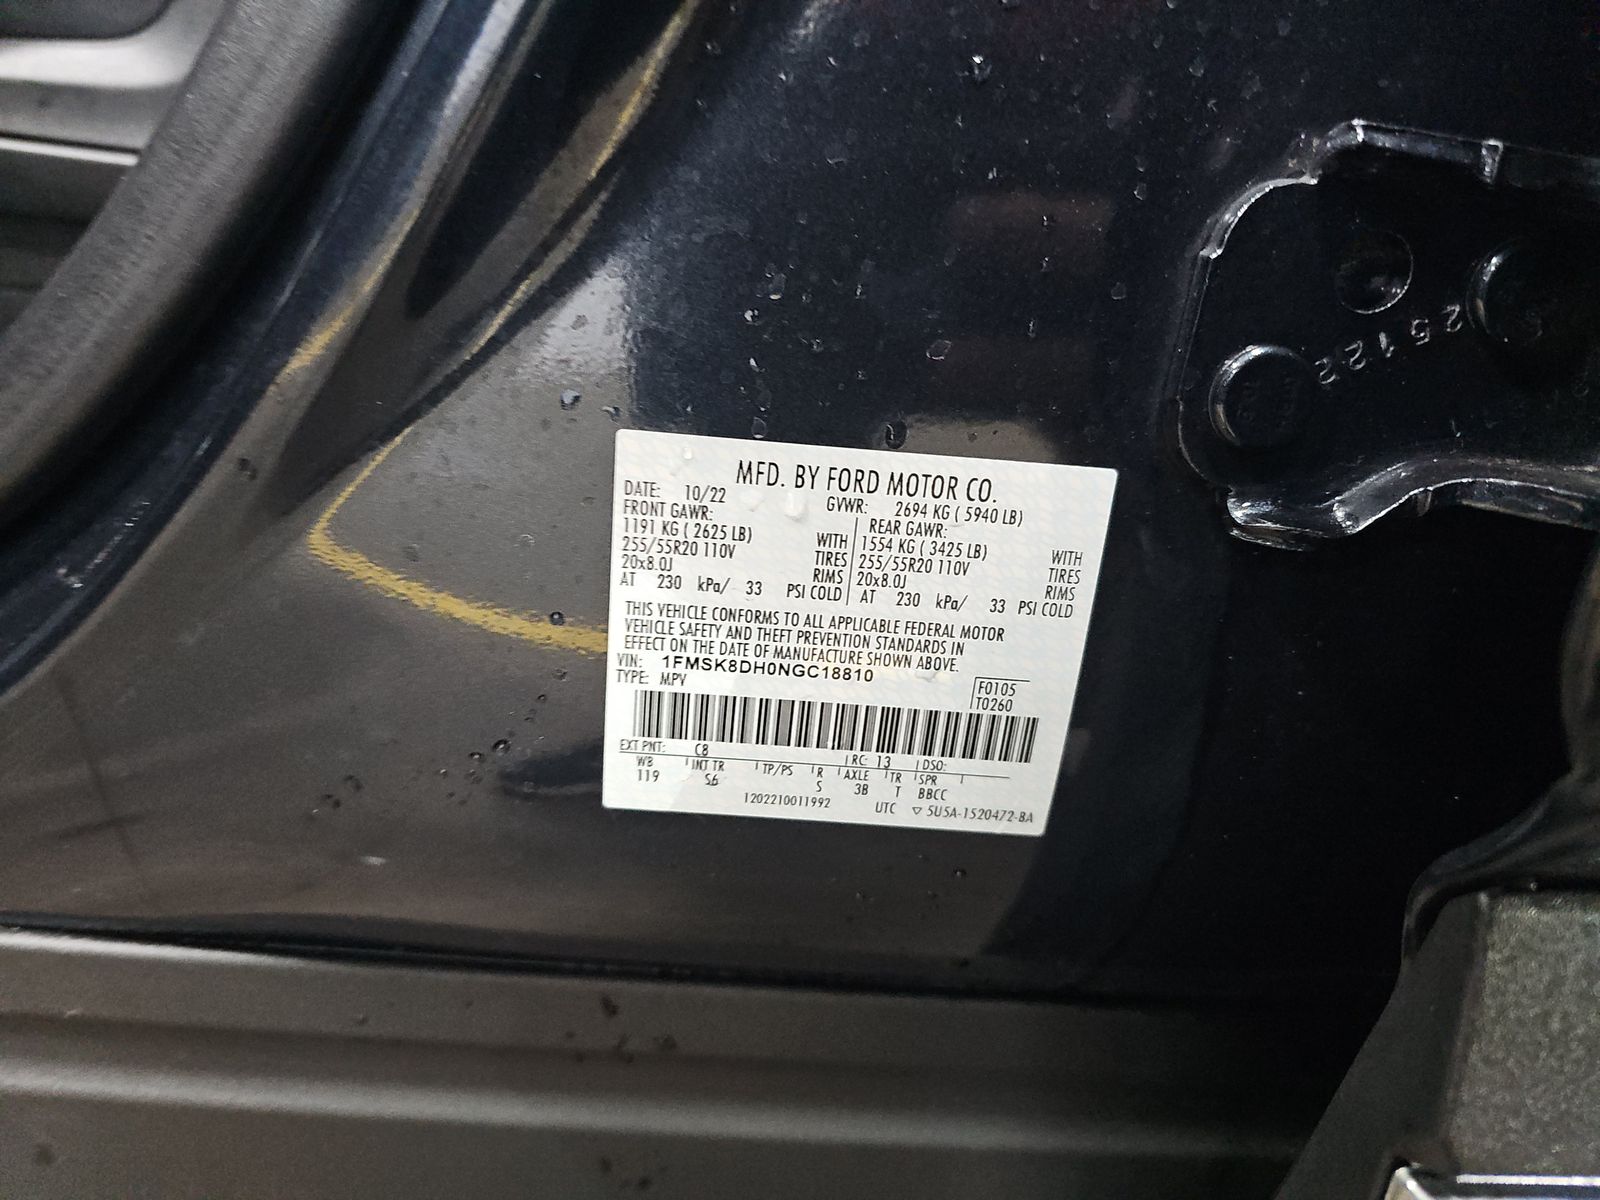 MFD. BY FORD MOTOR CO.
DATE: 10/22 GVWR: 2694 KG ( 5940 LB)
FRONT GAWR: REAR GAWR:
1191 KG ( 2625 LB) WITH 1554 KG ( 3425 LB) WITH
255/55R20 110V TIRES 255/55R20 110V TIRES
20x8.0J RIMS 20x8.0J RIMS
AT 230 kPa/ 33 PSI COLD AT 230 kPa/ 33 PSI COLD
THIS VEHICLE CONFORMS TO ALL APPLICABLE FEDERAL MOTOR
VEHICLE SAFETY AND THEFT PREVENTION STANDARDS IN
EFFECT ON THE DATE OF MANUFACTURE SHOWN ABOVE.
VIN: 1FMSK8DH0NGC18810
TYPE: MPV
F0105
T0260
EXT PNT: C8 RC: 13 DSO:
WB INT TR TP/PS R AXLE TR SPR
119 S6 S 3B T BBCC
1202210011992 UTC ▽ 5U5A-1520472-BA
25122